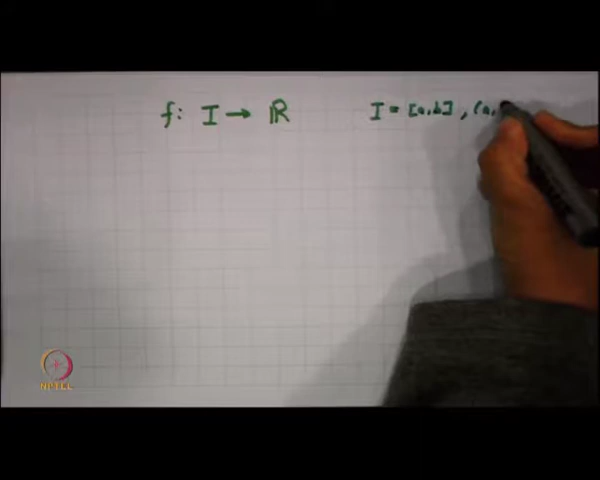 f: I → ℝ I = [a,b] , (a,
NPTEL